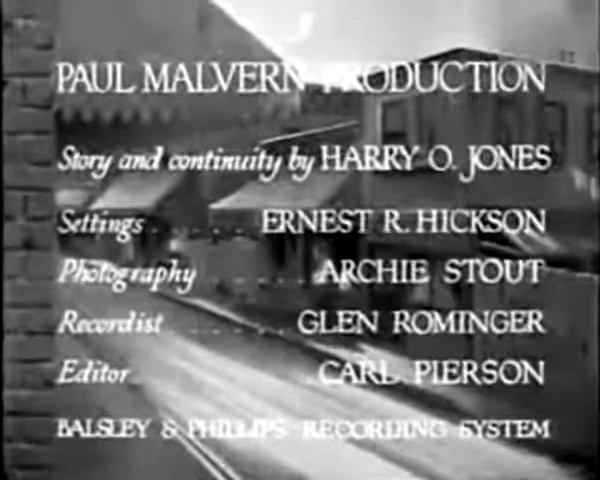 PAUL MALVERN PRODUCTION
Story and continuity by HARRY O. JONES
Settings . . . . . . ERNEST R. HICKSON
Photography . . . . . ARCHIE STOUT
Recordist . . . . . . GLEN ROMINGER
Editor . . . . . . CARL PIERSON
BALSLEY & PHILLIPS RECORDING SYSTEM